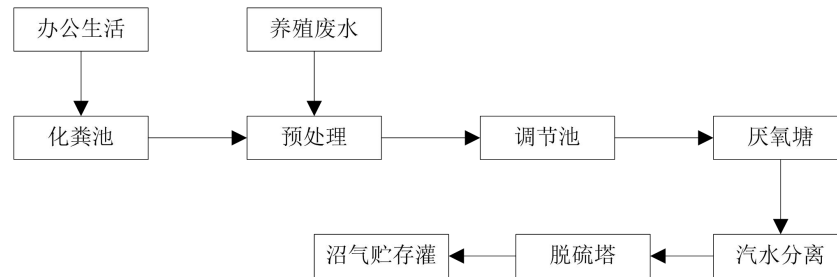 办公生活
养殖废水
化粪池
预处理
调节池
厌氧塘
沼气贮存灌
脱硫塔
汽水分离